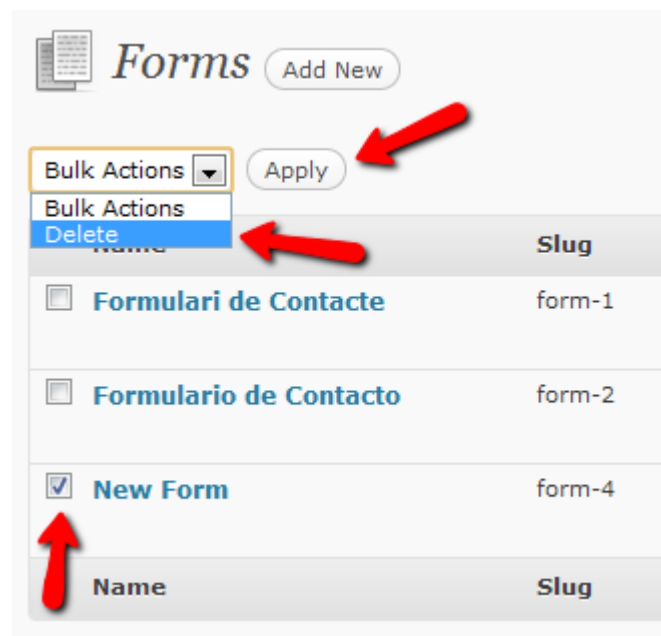 Forms Add New
Bulk Actions Apply
Bulk Actions
Delete
Name Slug
Formulari de Contacte form-1
Formulario de Contacto form-2
New Form form-4
Name Slug